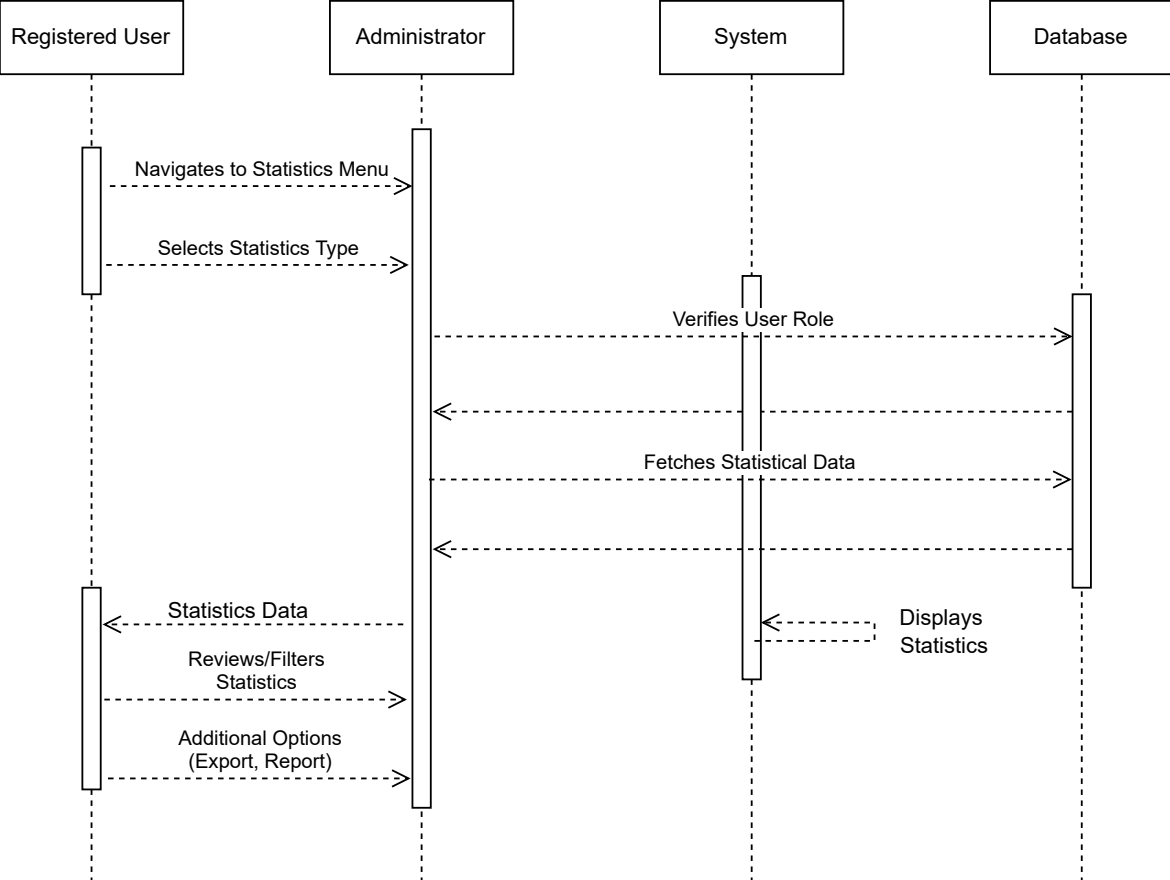 Registered User
Administrator
System
Database
Navigates to Statistics Menu
Selects Statistics Type
Verifies User Role
Fetches Statistical Data
Statistics Data
Displays
Statistics
Reviews/Filters
Statistics
Additional Options
(Export, Report)